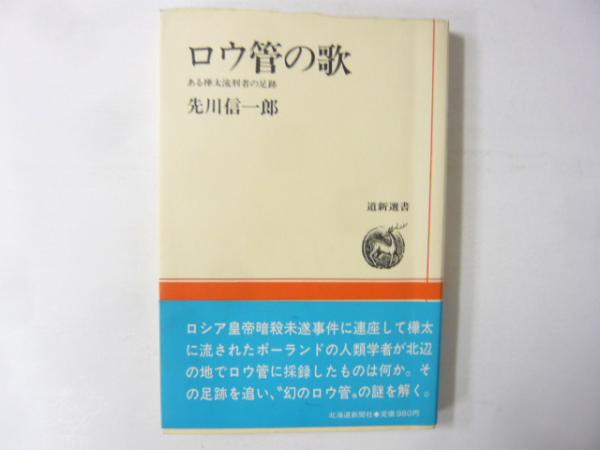 ロウ管の歌
ある樺太流刑者の足跡
先川信一郎
道新選書
ロシア皇帝暗殺未遂事件に連座して樺太
に流されたポーランドの人類学者が北辺
の地でロウ管に採録したものは何か。そ
の足跡を追い、〝幻のロウ管〟の謎を解く。
北海道新聞社◆定価980円